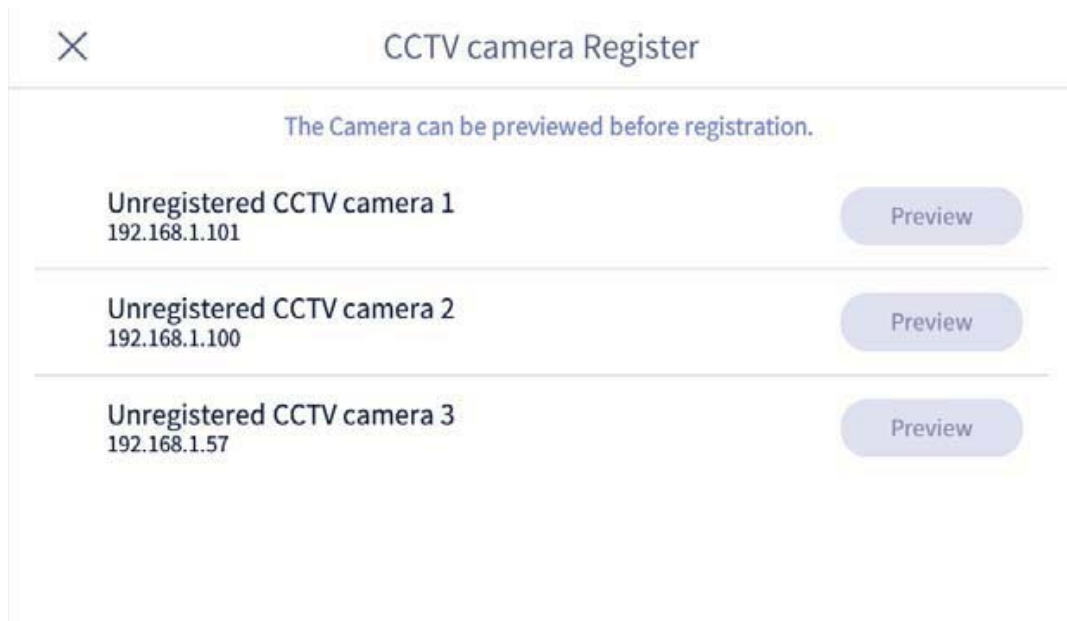 CCTV camera Register
The Camera can be previewed before registration.
Unregistered CCTV camera 1
192.168.1.101
Preview
Unregistered CCTV camera 2
192.168.1.100
Preview
Unregistered CCTV camera 3
192.168.1.57
Preview